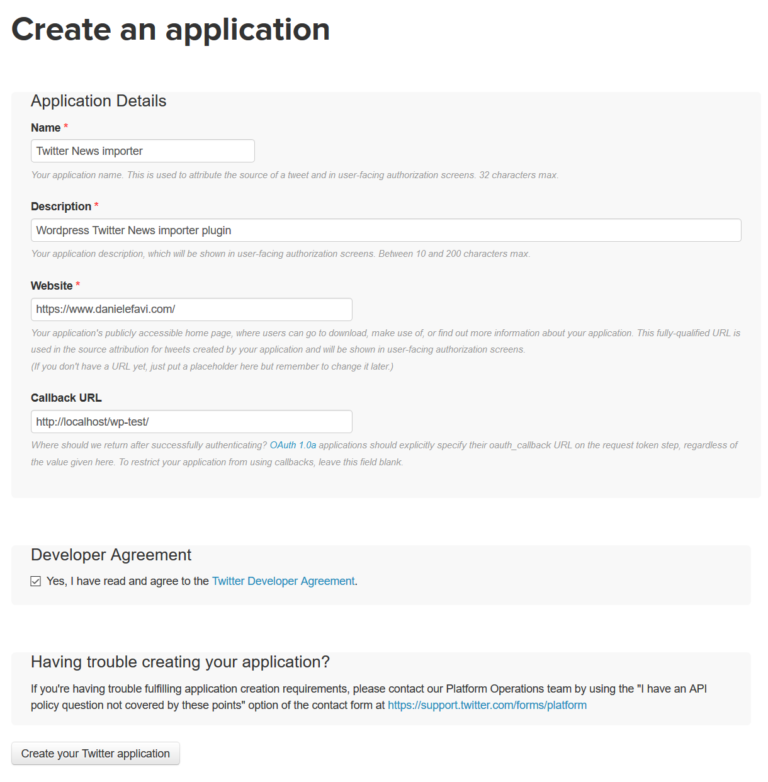 Create an application
Application Details
Name *
Twitter News importer
Your application name. This is used to attribute the source of a tweet and in user-facing authorization screens. 32 characters max.
Description *
Wordpress Twitter News importer plugin
Your application description, which will be shown in user-facing authorization screens. Between 10 and 200 characters max.
Website *
https://www.danielefavi.com/
Your application's publicly accessible home page, where users can go to download, make use of, or find out more information about your application. This fully-qualified URL is
used in the source attribution for tweets created by your application and will be shown in user-facing authorization screens.
(If you don't have a URL yet, just put a placeholder here but remember to change it later.)
Callback URL
http://localhost/wp-test/
Where should we return after successfully authenticating? OAuth 1.0a applications should explicitly specify their oauth_callback URL on the request token step, regardless of
the value given here. To restrict your application from using callbacks, leave this field blank.
Developer Agreement
Yes, I have read and agree to the Twitter Developer Agreement.
Having trouble creating your application?
If you're having trouble fulfilling application creation requirements, please contact our Platform Operations team by using the "I have an API
policy question not covered by these points" option of the contact form at https://support.twitter.com/forms/platform
Create your Twitter application